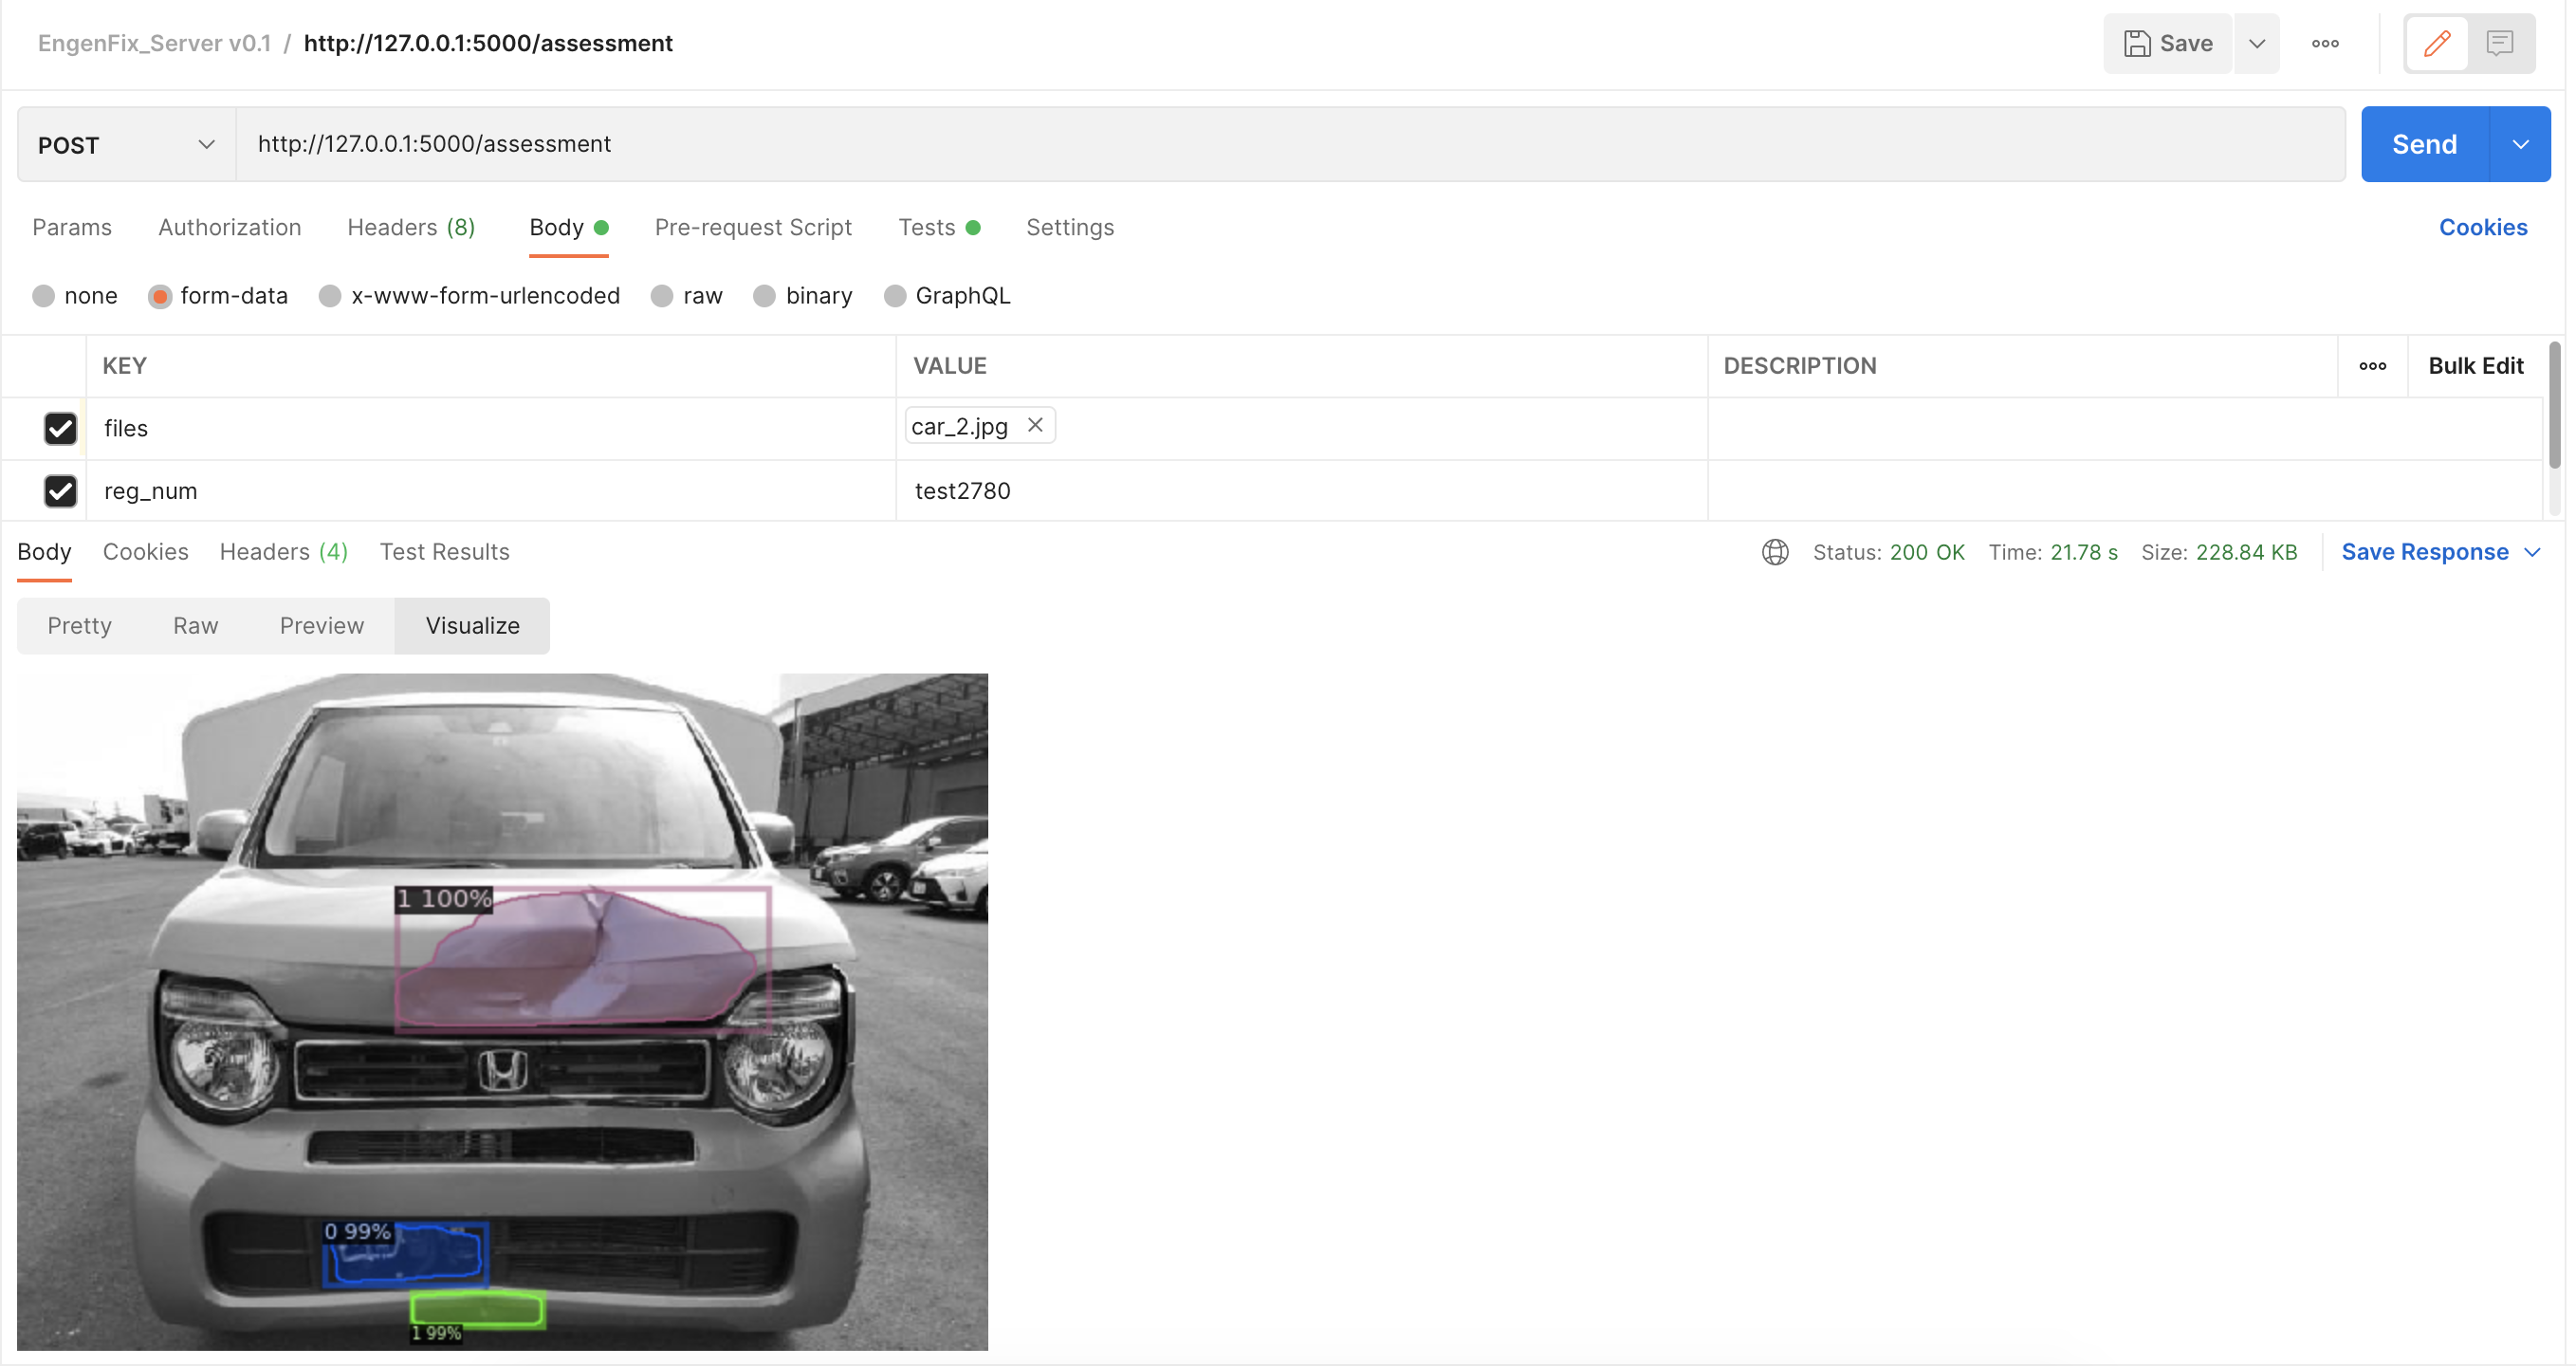 EngenFix_Server v0.1 / http://127.0.0.1:5000/assessment
Save
POST http://127.0.0.1:5000/assessment Send
Params Authorization Headers (8) Body Pre-request Script Tests Settings Cookies
none form-data x-www-form-urlencoded raw binary GraphQL
KEY VALUE DESCRIPTION Bulk Edit
files car_2.jpg
reg_num test2780
Body Cookies Headers (4) Test Results Status: 200 OK Time: 21.78 s Size: 228.84 KB Save Response
Pretty Raw Preview Visualize
1 100%
0 99%
1 99%